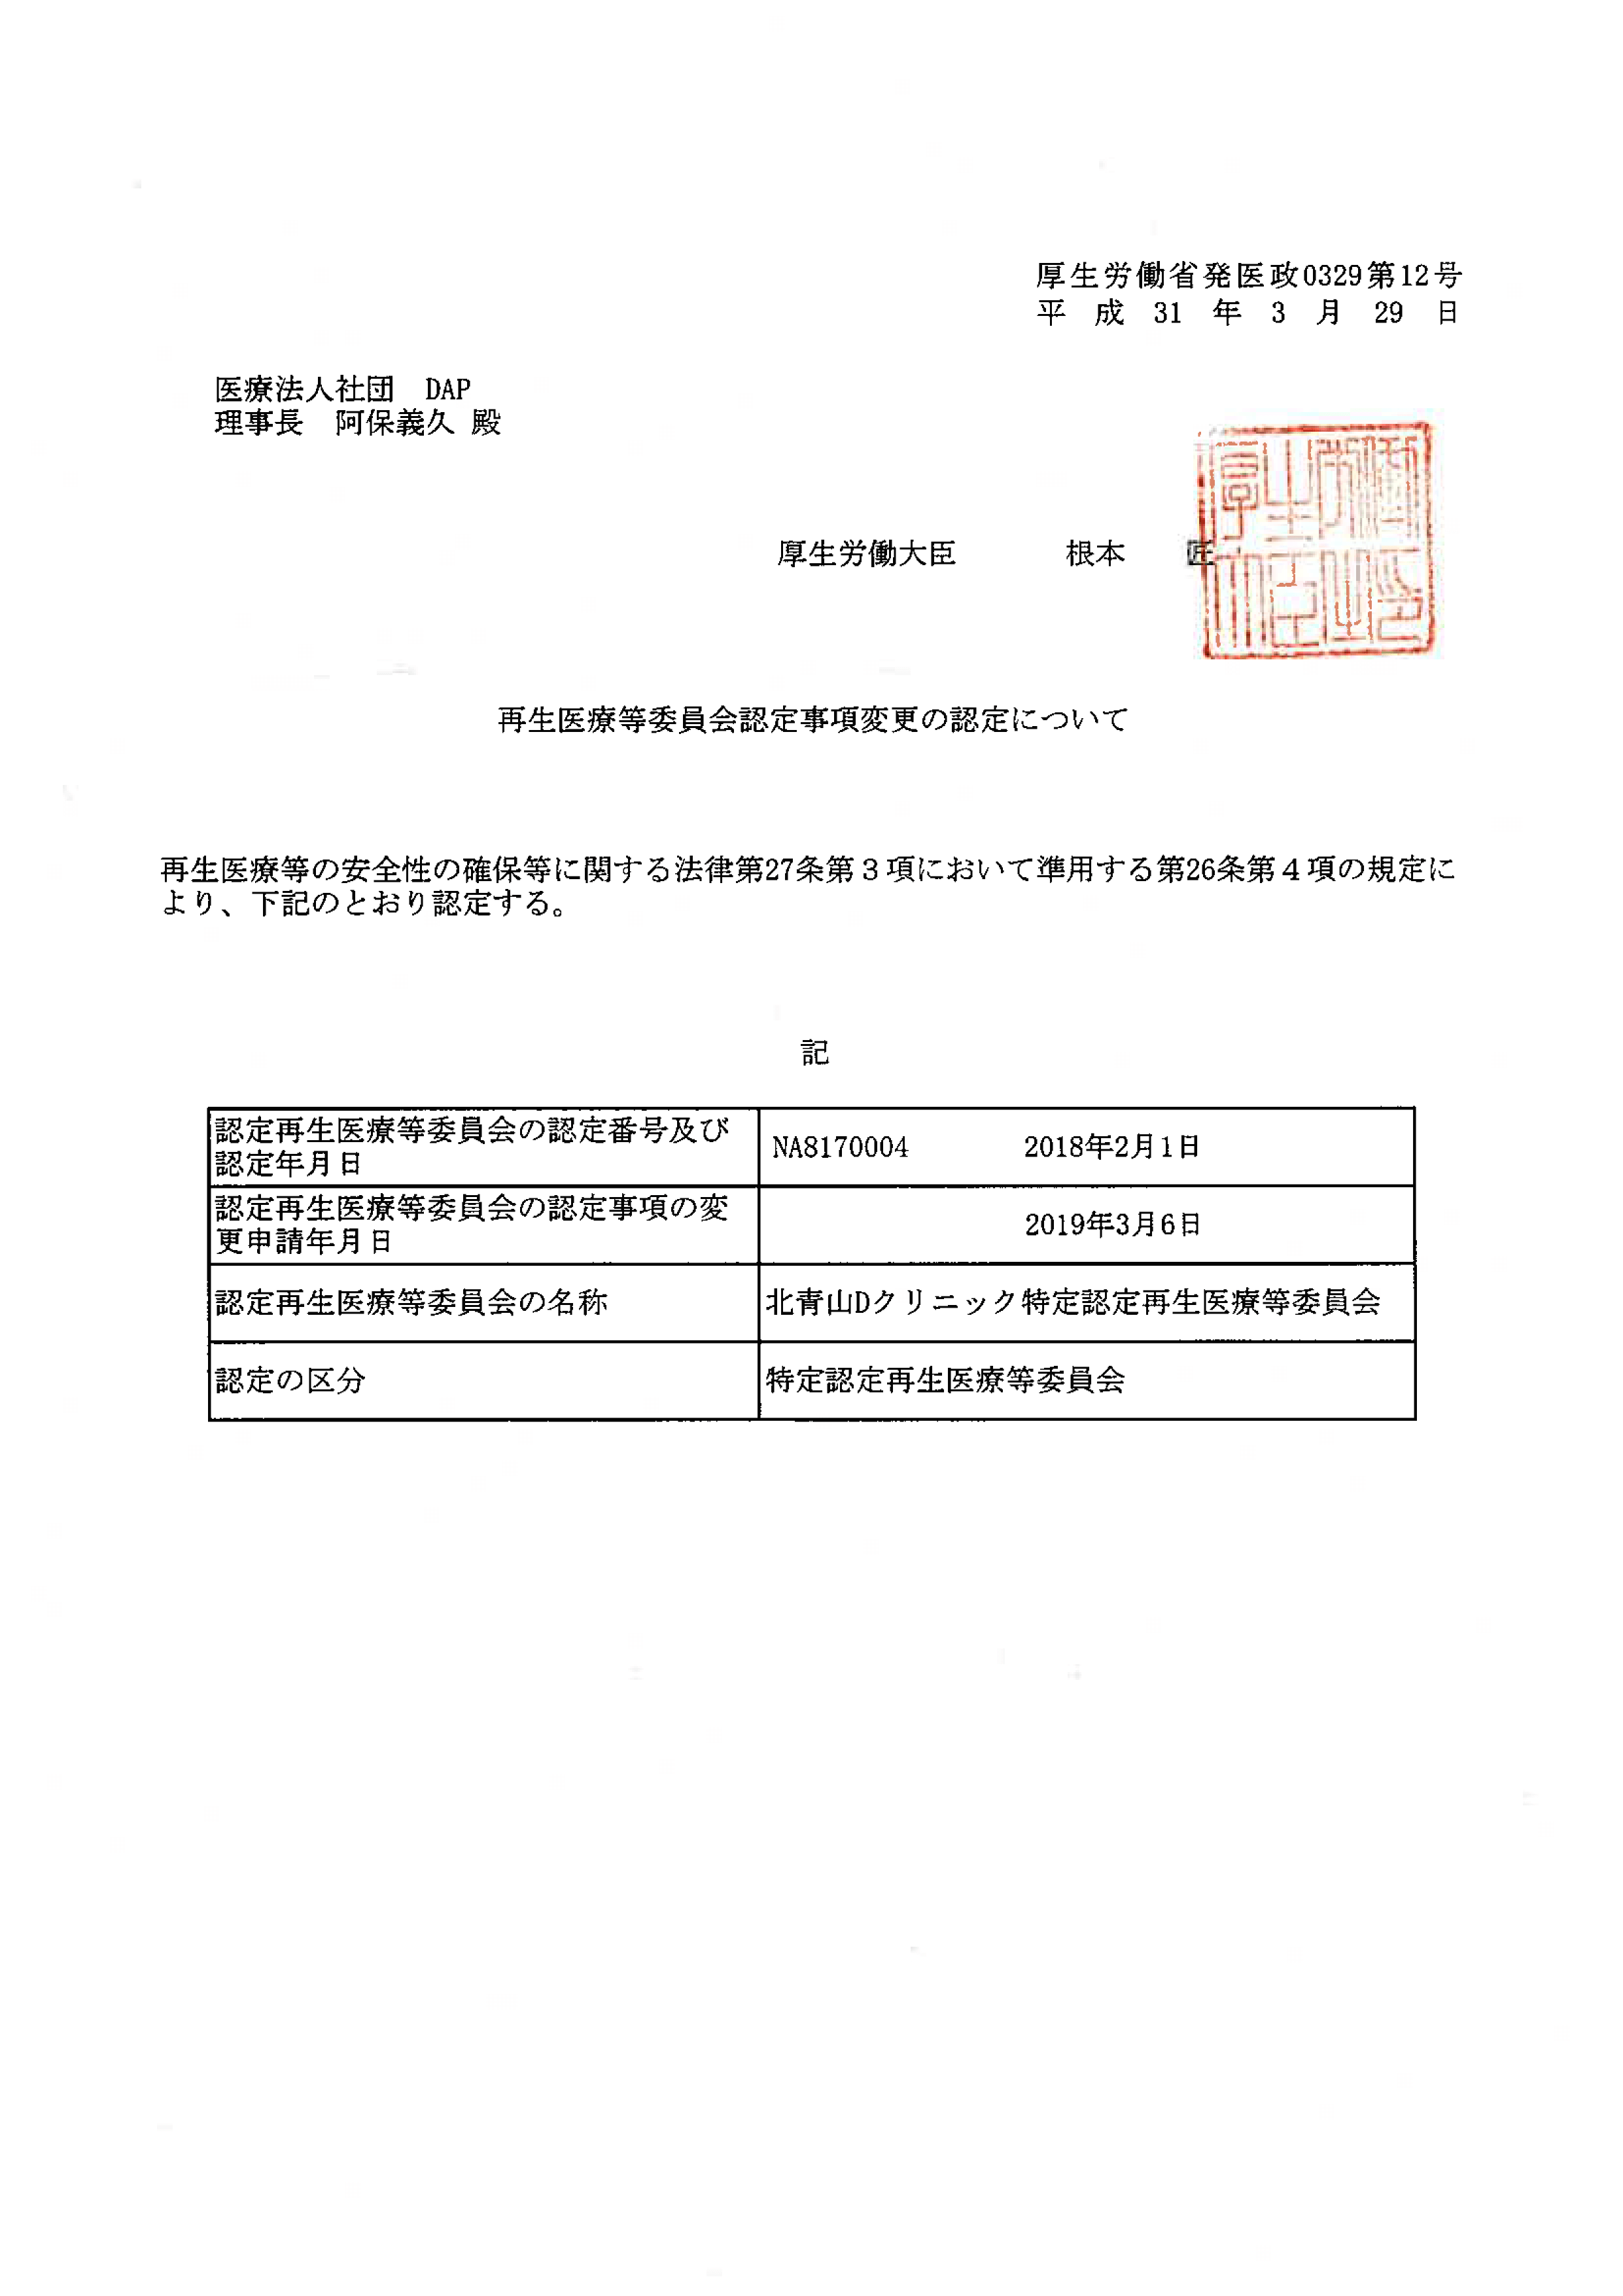 厚生労働省発医政0329第12号
平成31年3月29日
医療法人社団　DAP
理事長　阿保義久 殿
厚生労働大臣　根本　匠
再生医療等委員会認定事項変更の認定について
再生医療等の安全性の確保等に関する法律第27条第３項において準用する第26条第４項の規定に
より、下記のとおり認定する。
記
認定再生医療等委員会の認定番号及び
認定年月日
NA8170004　2018年2月1日
認定再生医療等委員会の認定事項の変
更申請年月日
2019年3月6日
認定再生医療等委員会の名称
北青山Dクリニック特定認定再生医療等委員会
認定の区分
特定認定再生医療等委員会